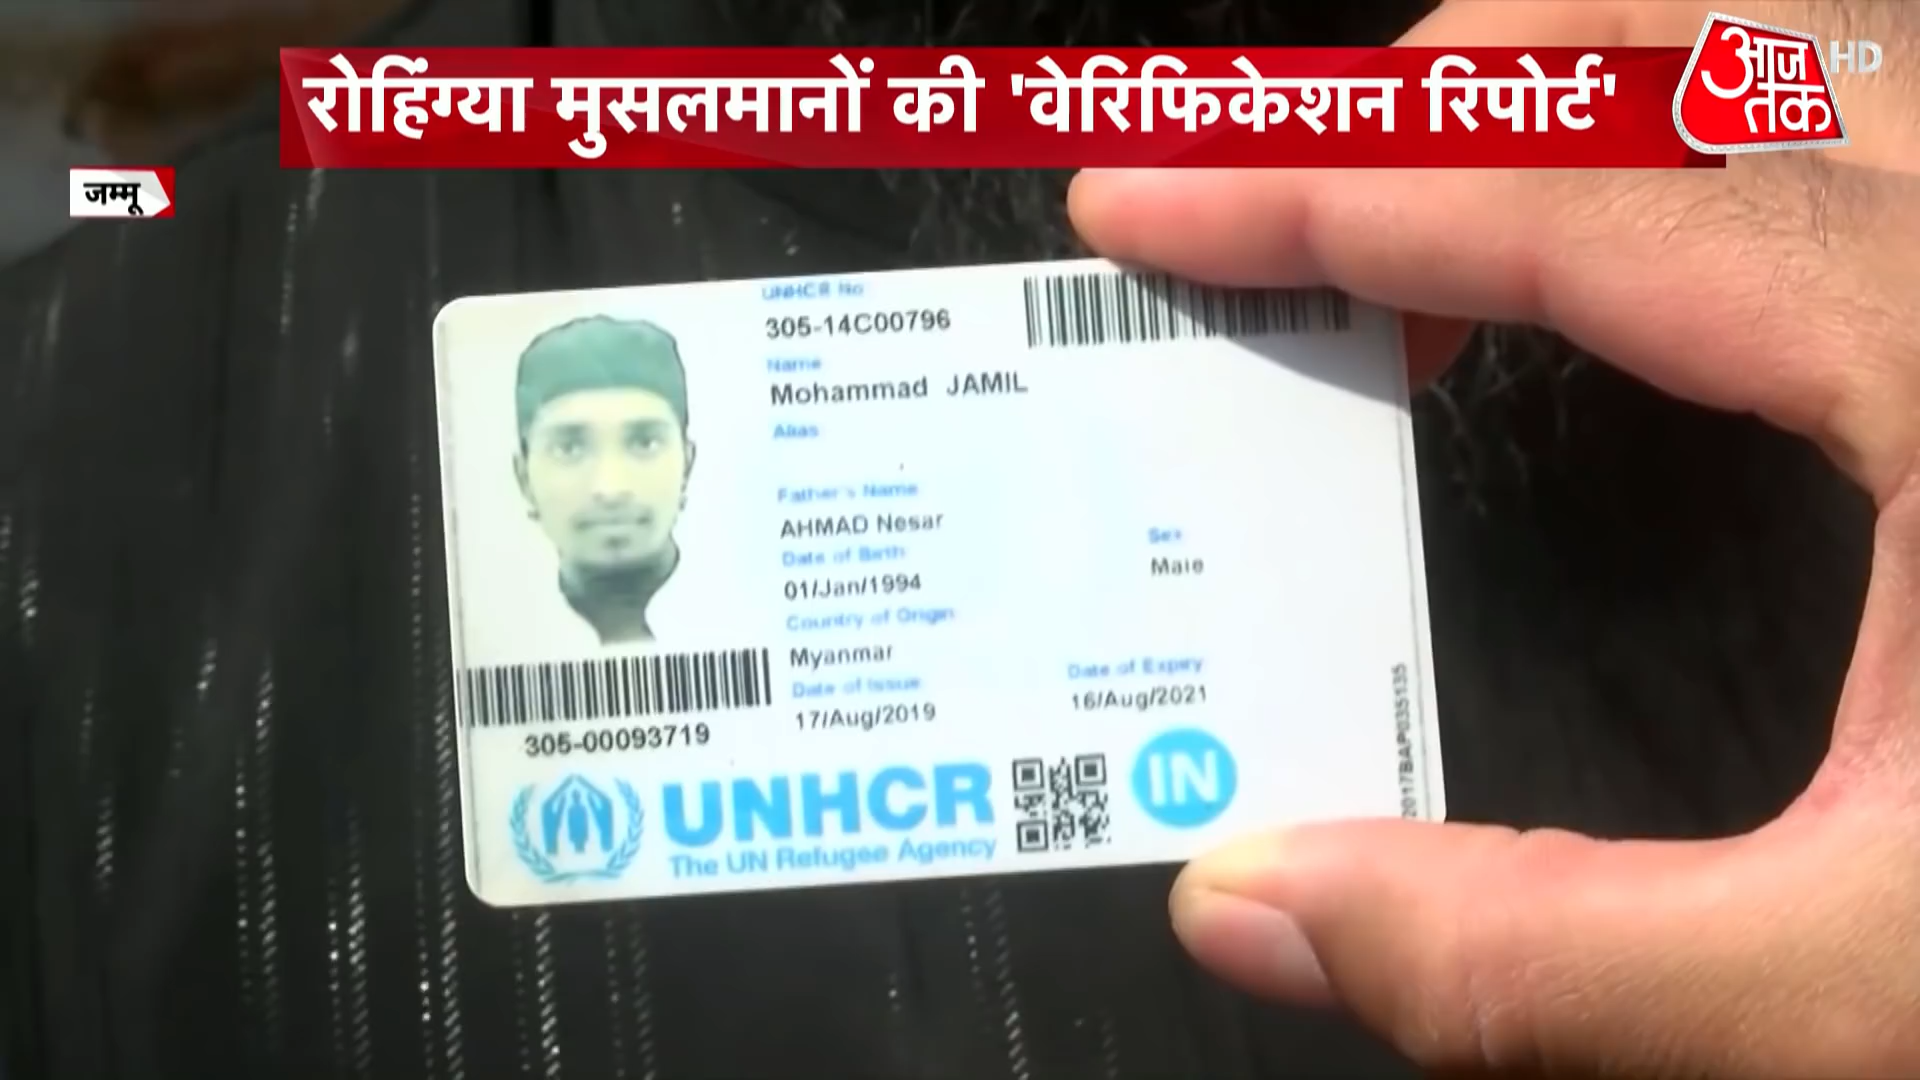 रोहिंग्या मुसलमानों की 'वेरिफिकेशन रिपोर्ट'
आज तक HD
जम्मू
UNHCR No
305-14C00796
Name
Mohammad JAMIL
Alias
Father's Name
AHMAD Nesar
Date of Birth
01/Jan/1994
Sex
Male
Country of Origin
Myanmar
Date of Issue
17/Aug/2019
Date of Expiry
16/Aug/2021
305-00093719
UNHCR
The UN Refugee Agency
IN
2017BAP035135